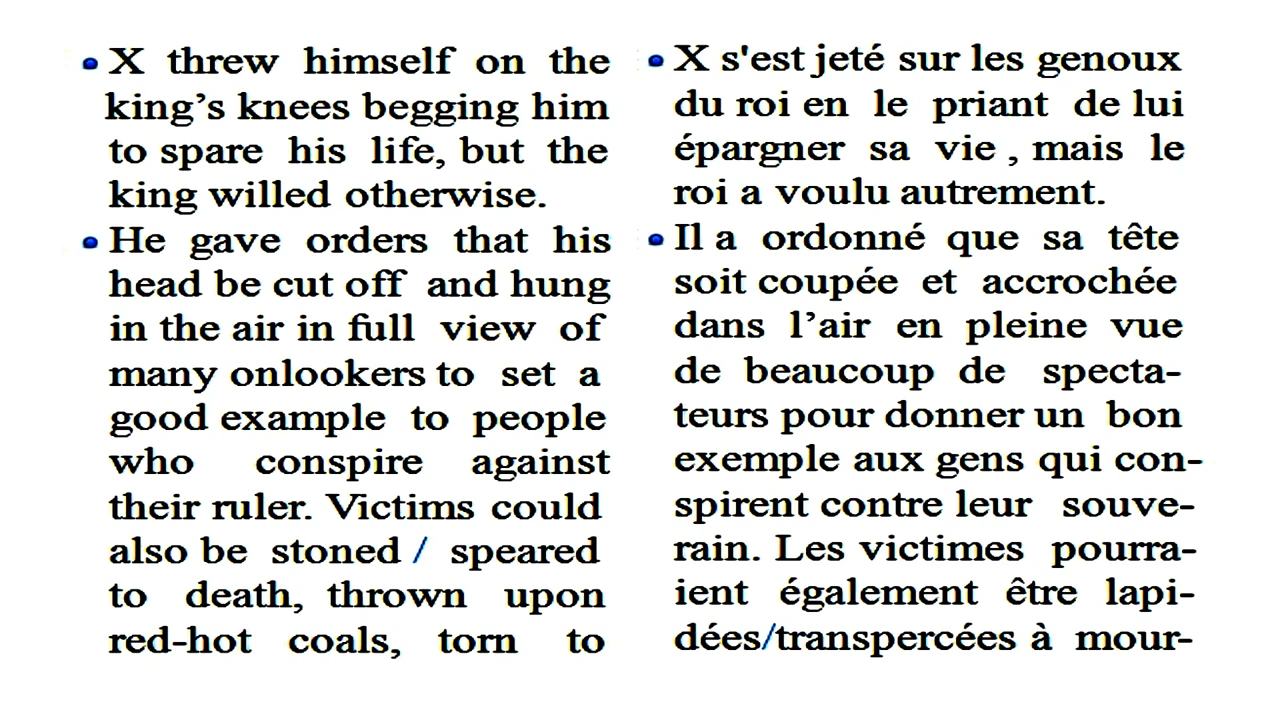 • X threw himself on the
king’s knees begging him
to spare his life, but the
king willed otherwise.
• He gave orders that his
head be cut off and hung
in the air in full view of
many onlookers to set a
good example to people
who conspire against
their ruler. Victims could
also be stoned / speared
to death, thrown upon
red-hot coals, torn to
• X s'est jeté sur les genoux
du roi en le priant de lui
épargner sa vie , mais le
roi a voulu autrement.
• Il a ordonné que sa tête
soit coupée et accrochée
dans l’air en pleine vue
de beaucoup de specta-
teurs pour donner un bon
exemple aux gens qui con-
spirent contre leur souve-
rain. Les victimes pourra-
ient également être lapi-
dées/transpercées à mour-